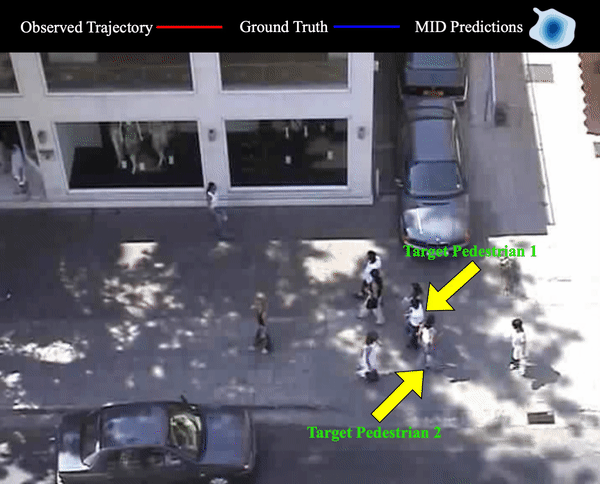 Observed Trajectory
Ground Truth
MID Predictions
Target Pedestrian 1
Target Pedestrian 2